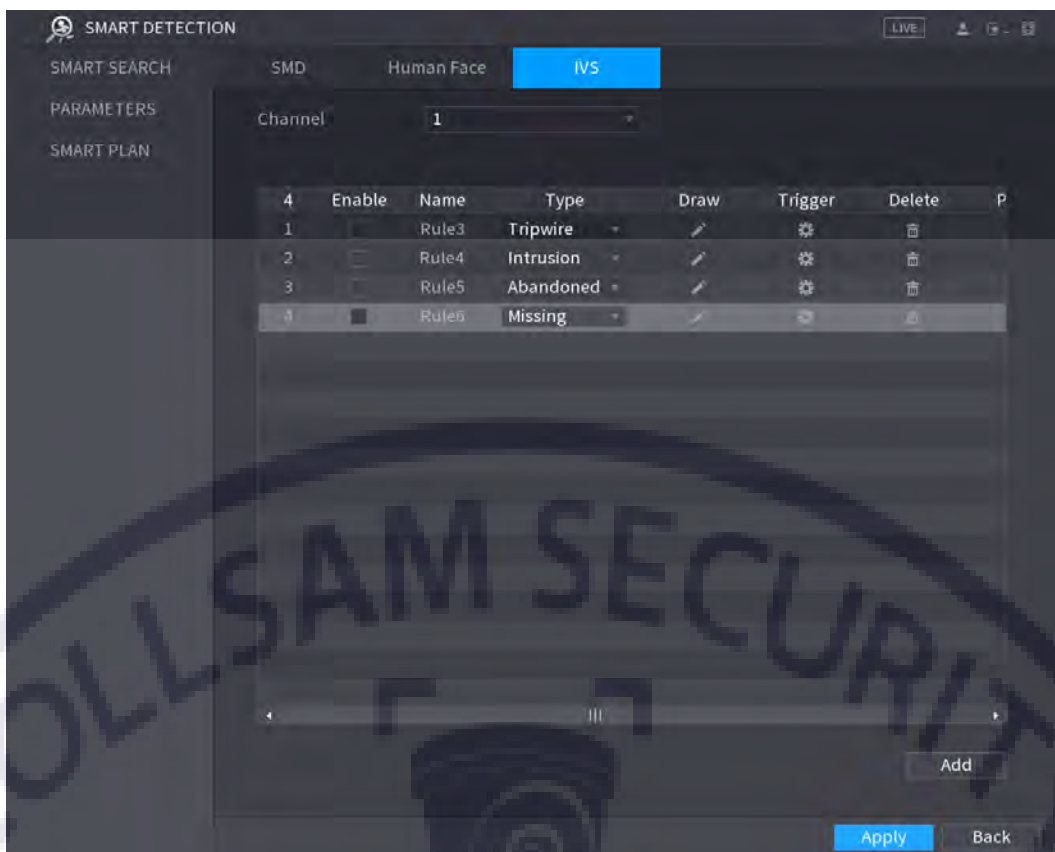 SMART DETECTION LIVE
SMART SEARCH SMD Human Face IVS
PARAMETERS
Channel 1
SMART PLAN
4 Enable Name Type Draw Trigger Delete P
1 Rule3 Tripwire
2 Rule4 Intrusion
3 Rule5 Abandoned
4 Rule6 Missing
OLLSAM SECURIT
Add
Apply Back